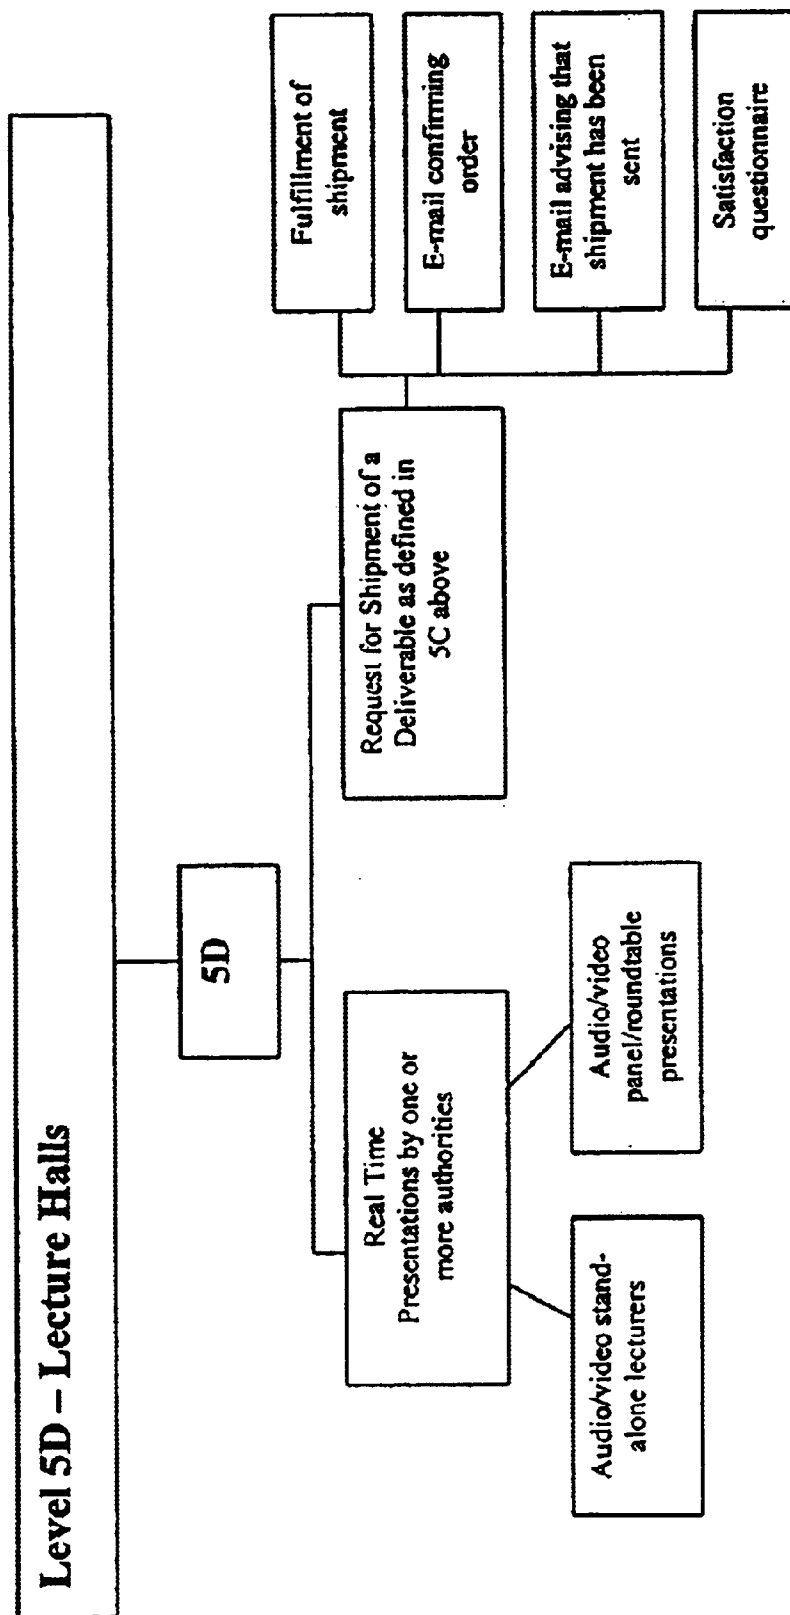 Level 5D – Lecture Halls
5D
Real Time
Presentations by one or
more authorities
Audio/video stand-
alone lecturers
Audio/video
panel/roundtable
presentations
Request for Shipment of a
Deliverable as defined in
5C above
Fulfillment of
shipment
E-mail confirming
order
E-mail advising that
shipment has been
sent
Satisfaction
questionnaire